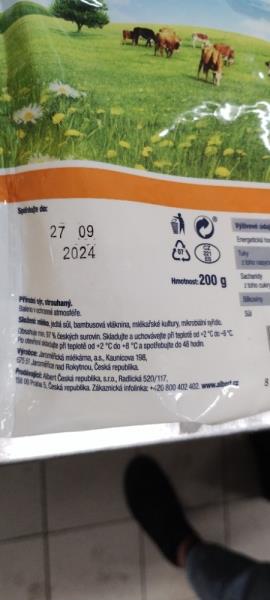 Spotřebujte do:
27 09
2024
Hmotnost: 200 g
Výživové údaje
Energetická
Tuky
z toho
Sacharidy
z toho cukry
Bílkoviny
Sůl
Přírodní sýr, strouhaný.
Baleno v ochranné atmosféře.
Složení: mléko, jedlá sůl, bambusová vláknina, mlékařské kultury, mikrobiální syřidlo.
Obsahuje min. 97 % českých surovin. Skladujte a uchovávejte při teplotě od +2 °C do +8 °C.
Po otevření skladujte při teplotě od +2 °C do +8 °C a spotřebujte do 48 hodin.
Výrobce: Jaroměřická mlékárna, a.s., Kaunicova 198,
675 51 Jaroměřice nad Rokytnou, Česká republika.
Prodávající: Albert Česká republika, s.r.o., Radlická 520/117,
158 00 Praha 5, Česká republika. Zákaznická infolinka: +420 800 402 402. www.albert.cz